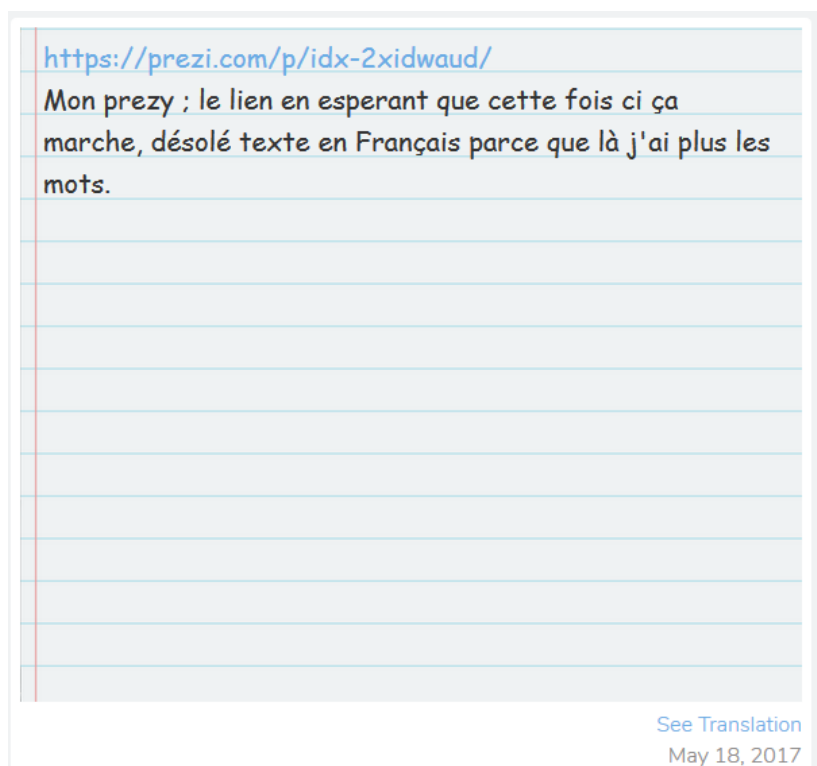 https://prezi.com/p/idx-2xidwaud/
Mon prezy ; le lien en esperant que cette fois ci ça
marche, désolé texte en Français parce que là j'ai plus les
mots.
See Translation
May 18, 2017